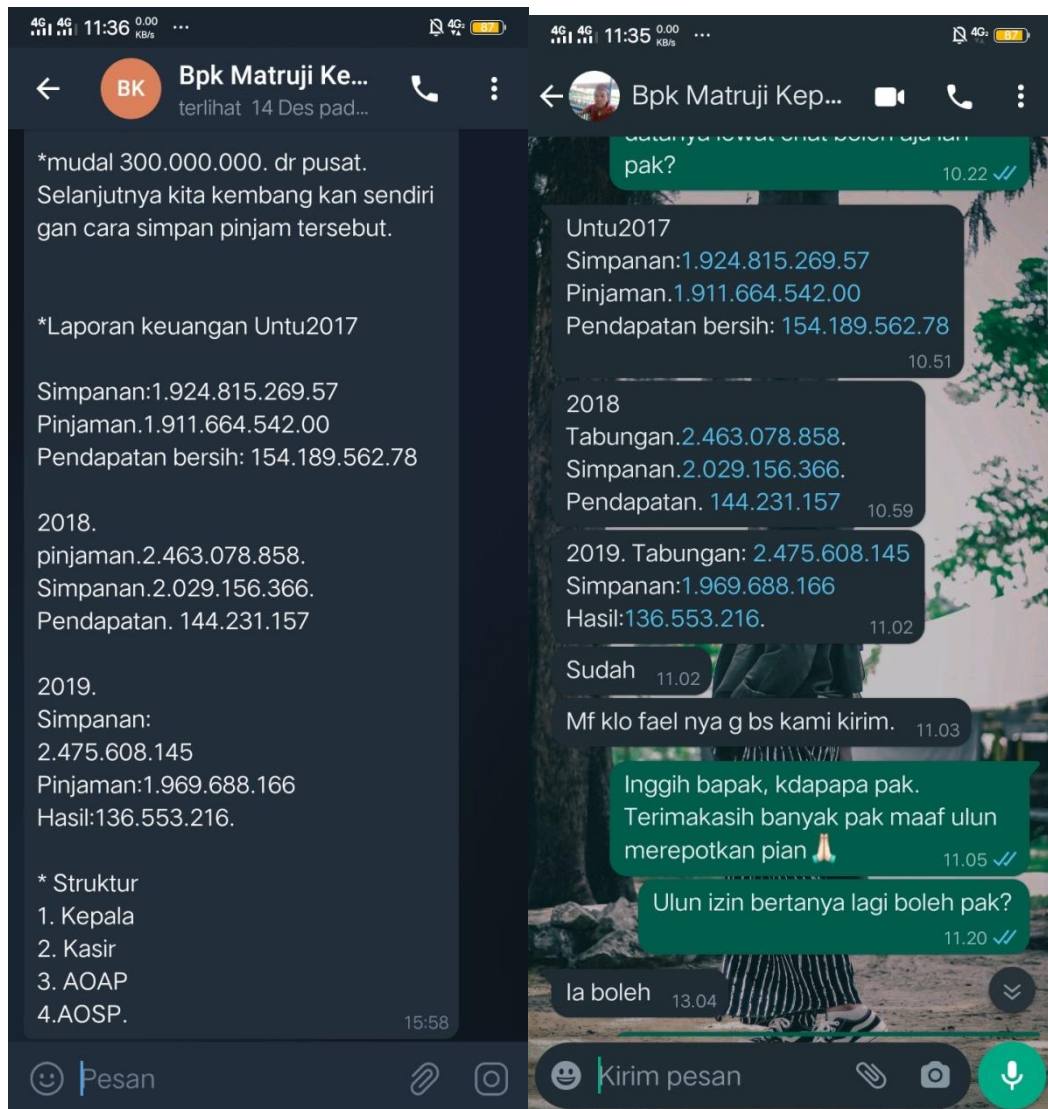 4G 4G 11:36 0.00 KB/s ... 4G 87
BK
Bpk Matruji Ke...
terlihat 14 Des pad...
*mudal 300.000.000. dr pusat.
Selanjutnya kita kembang kan sendiri
gan cara simpan pinjam tersebut.
*Laporan keuangan Untu2017
Simpanan:1.924.815.269.57
Pinjaman.1.911.664.542.00
Pendapatan bersih: 154.189.562.78
2018.
pinjaman.2.463.078.858.
Simpanan.2.029.156.366.
Pendapatan. 144.231.157
2019.
Simpanan:
2.475.608.145
Pinjaman:1.969.688.166
Hasil:136.553.216.
* Struktur
1. Kepala
2. Kasir
3. AOAP
4.AOSP.
15:58
Pesan
4G 4G 11:35 0.00 KB/s ... 4G 87
Bpk Matruji Kep...
datanya lewat chat boleh aja lah
pak?
10.22
Untu2017
Simpanan:1.924.815.269.57
Pinjaman.1.911.664.542.00
Pendapatan bersih: 154.189.562.78
10.51
2018
Tabungan.2.463.078.858.
Simpanan.2.029.156.366.
Pendapatan. 144.231.157 10.59
2019. Tabungan: 2.475.608.145
Simpanan:1.969.688.166
Hasil:136.553.216. 11.02
Sudah 11.02
Mf klo fael nya g bs kami kirim. 11.03
Inggih bapak, kdapapa pak.
Terimakasih banyak pak maaf ulun
merepotkan pian 🙏🏻 11.05
Ulun izin bertanya lagi boleh pak?
11.20
Ia boleh 13.04
Kirim pesan